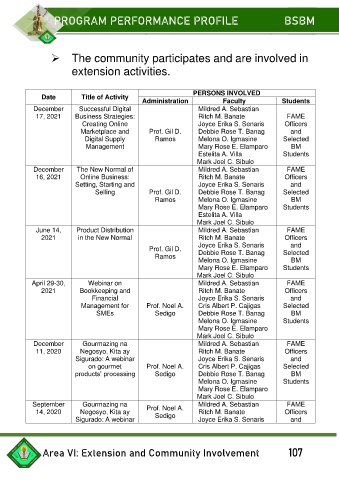 PROGRAM PERFORMANCE PROFILE BSBM
➢ The community participates and are involved in
extension activities.
Date Title of Activity PERSONS INVOLVED
Administration Faculty Students
December 17, 2021
Successful Digital
Business Strategies:
Creating Online
Marketplace and
Digital Supply
Management
Prof. Gil D.
Ramos
Mildred A. Sebastian
Ritch M. Banate
Joyce Erika S. Senaris
Debbie Rose T. Banag
Melona O. Igmasine
Mary Rose E. Elamparo
Estelita A. Villa
Mark Joel C. Sibulo
FAME
Officers
and
Selected
BM
Students
December
16, 2021
The New Normal of
Online Business:
Setting, Starting and
Selling
Prof. Gil D.
Ramos
Mildred A. Sebastian
Ritch M. Banate
Joyce Erika S. Senaris
Debbie Rose T. Banag
Melona O. Igmasine
Mary Rose E. Elamparo
Estelita A. Villa
Mark Joel C. Sibulo
FAME
Officers
and
Selected
BM
Students
June 14,
2021
Product Distribution
in the New Normal
Prof. Gil D.
Ramos
Mildred A. Sebastian
Ritch M. Banate
Joyce Erika S. Senaris
Debbie Rose T. Banag
Melona O. Igmasine
Mary Rose E. Elamparo
Mark Joel C. Sibulo
FAME
Officers
and
Selected
BM
Students
April 29-30,
2021
Webinar on
Bookkeeping and
Financial
Management for
SMEs
Prof. Noel A.
Sedigo
Mildred A. Sebastian
Ritch M. Banate
Joyce Erika S. Senaris
Cris Albert P. Cajigas
Debbie Rose T. Banag
Melona O. Igmasine
Mary Rose E. Elamparo
Mark Joel C. Sibulo
FAME
Officers
and
Selected
BM
Students
December
11, 2020
Gourmazing na
Negosyo, Kita ay
Sigurado: A webinar
on gourmet
products' processing
Prof. Noel A.
Sedigo
Mildred A. Sebastian
Ritch M. Banate
Joyce Erika S. Senaris
Cris Albert P. Cajigas
Debbie Rose T. Banag
Melona O. Igmasine
Mary Rose E. Elamparo
Mark Joel C. Sibulo
FAME
Officers
and
Selected
BM
Students
September
14, 2020
Gourmazing na
Negosyo, Kita ay
Sigurado: A webinar
Prof. Noel A.
Sedigo
Mildred A. Sebastian
Ritch M. Banate
Joyce Erika S. Senaris
FAME
Officers
and
Area VI: Extension and Community Involvement 107